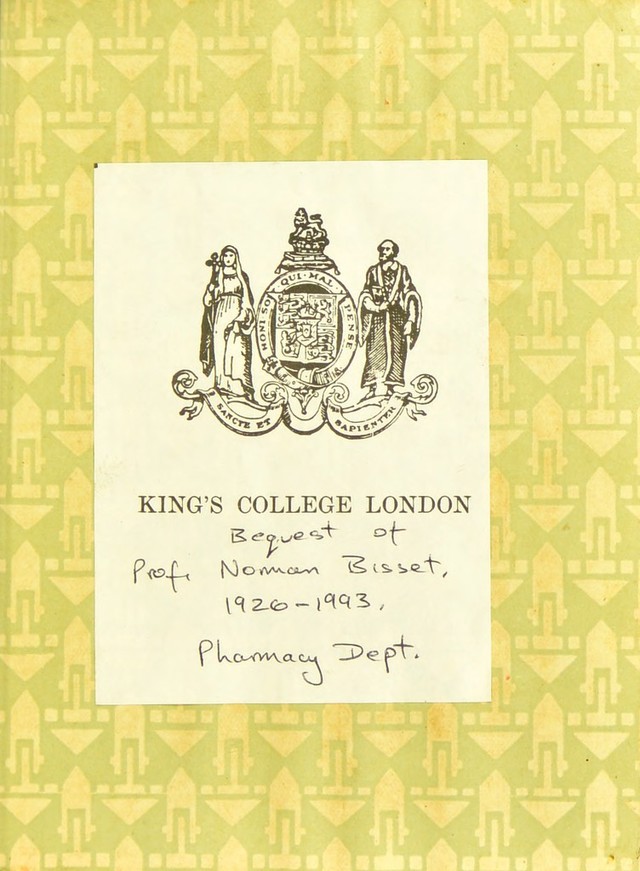 HONI SOI QUI · MAL Y PENSE
SANCTE ET SAPIENTER
KING'S COLLEGE LONDON
Bequest of
Prof. Norman Bisset,
1926–1993,
Pharmacy Dept.